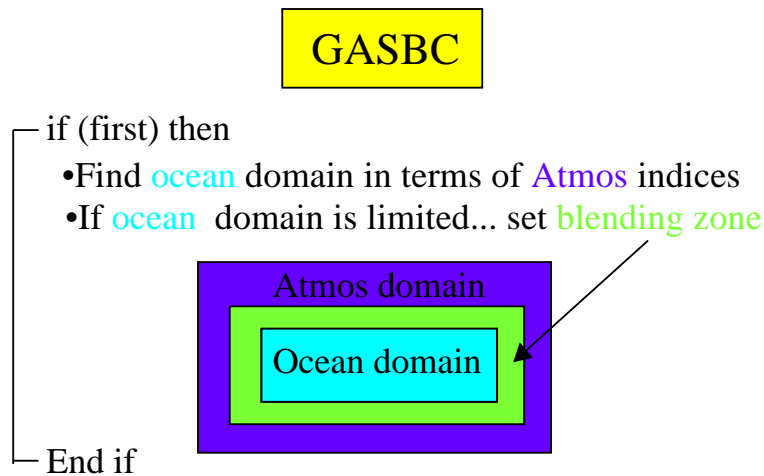 GASBC
if (first) then
•Find ocean domain in terms of Atmos indices
•If ocean domain is limited... set blending zone
Atmos domain
Ocean domain
End if